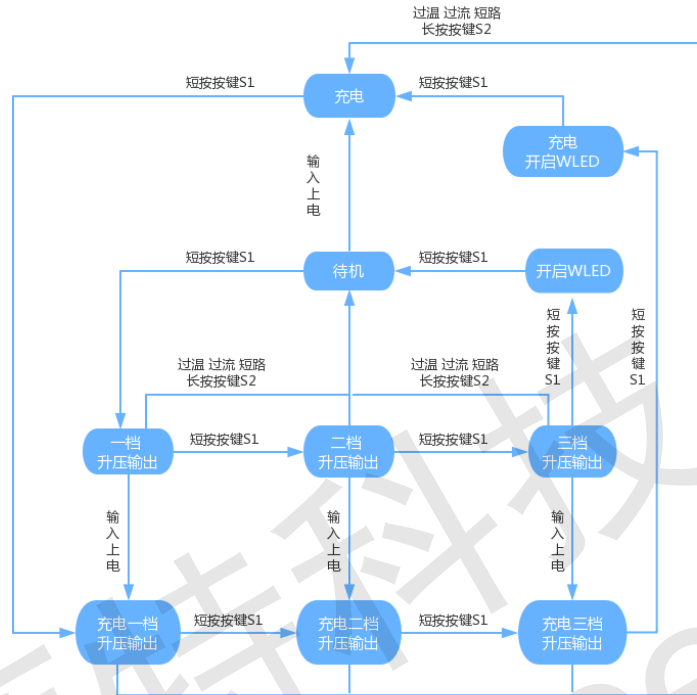 过温 过流 短路
长按按键S2
短按按键S1
充电
短按按键S1
充电
开启WLED
输入上电
短按按键S1
待机
短按按键S1
开启WLED
短按按键S1
短按按键S1
过温 过流 短路
长按按键S2
过温 过流 短路
长按按键S2
一档
升压输出
短按按键S1
二档
升压输出
短按按键S1
三档
升压输出
输入上电
输入上电
输入上电
充电一档
升压输出
短按按键S1
充电二档
升压输出
短按按键S1
充电三档
升压输出
特科技